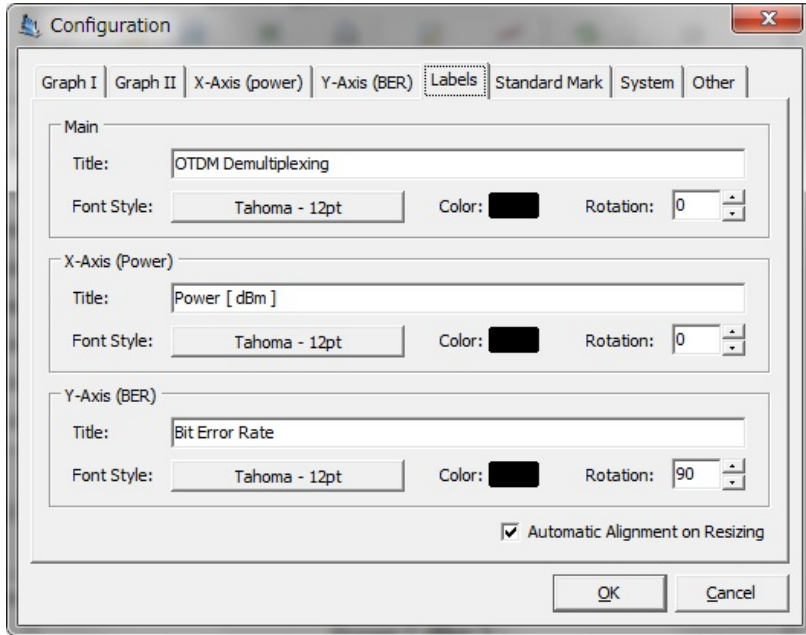 Configuration
Graph I Graph II X-Axis (power) Y-Axis (BER) Labels Standard Mark System Other
Main
Title: OTDM Demultiplexing
Font Style: Tahoma - 12pt Color: Rotation: 0
X-Axis (Power)
Title: Power [ dBm ]
Font Style: Tahoma - 12pt Color: Rotation: 0
Y-Axis (BER)
Title: Bit Error Rate
Font Style: Tahoma - 12pt Color: Rotation: 90
Automatic Alignment on Resizing
OK Cancel